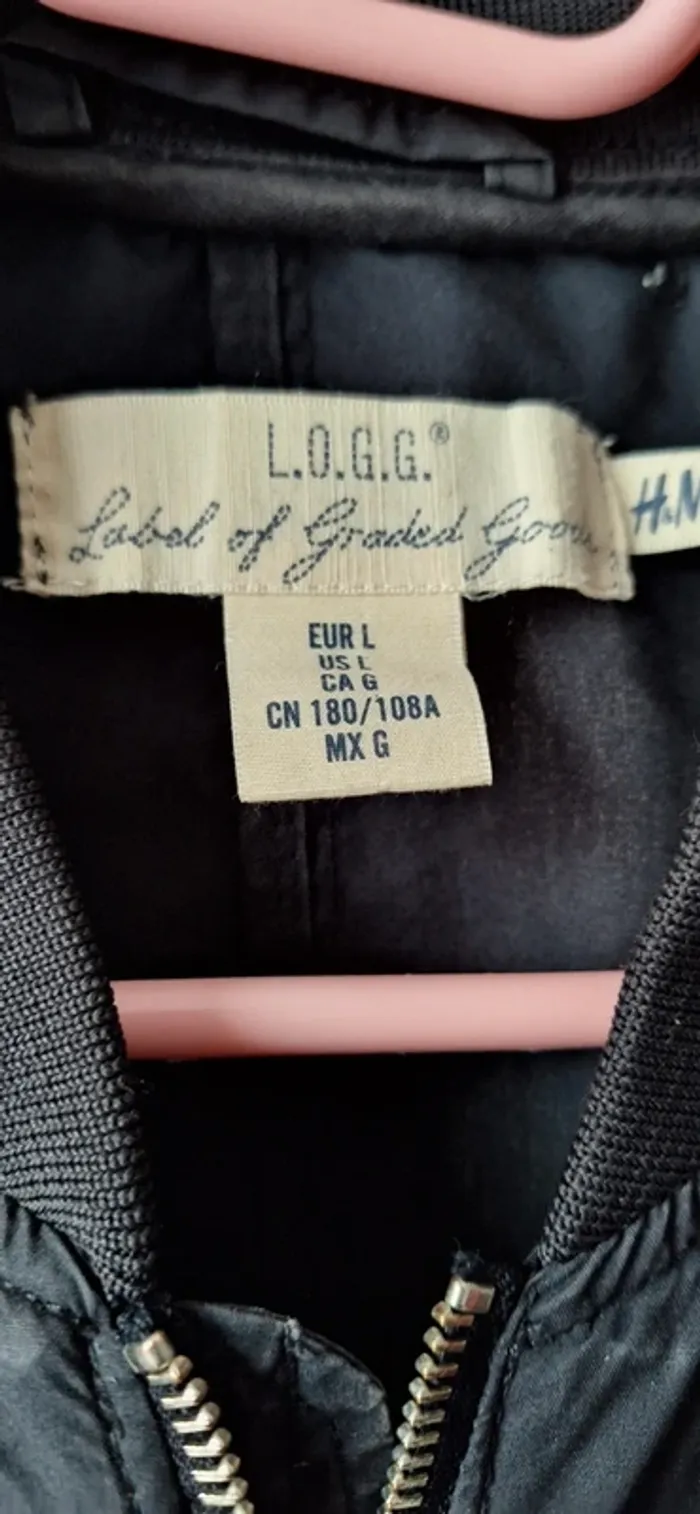 L.O.G.G.®
Label of Graded Goods
H&M
EUR L
US L
CA G
CN 180/108A
MX G